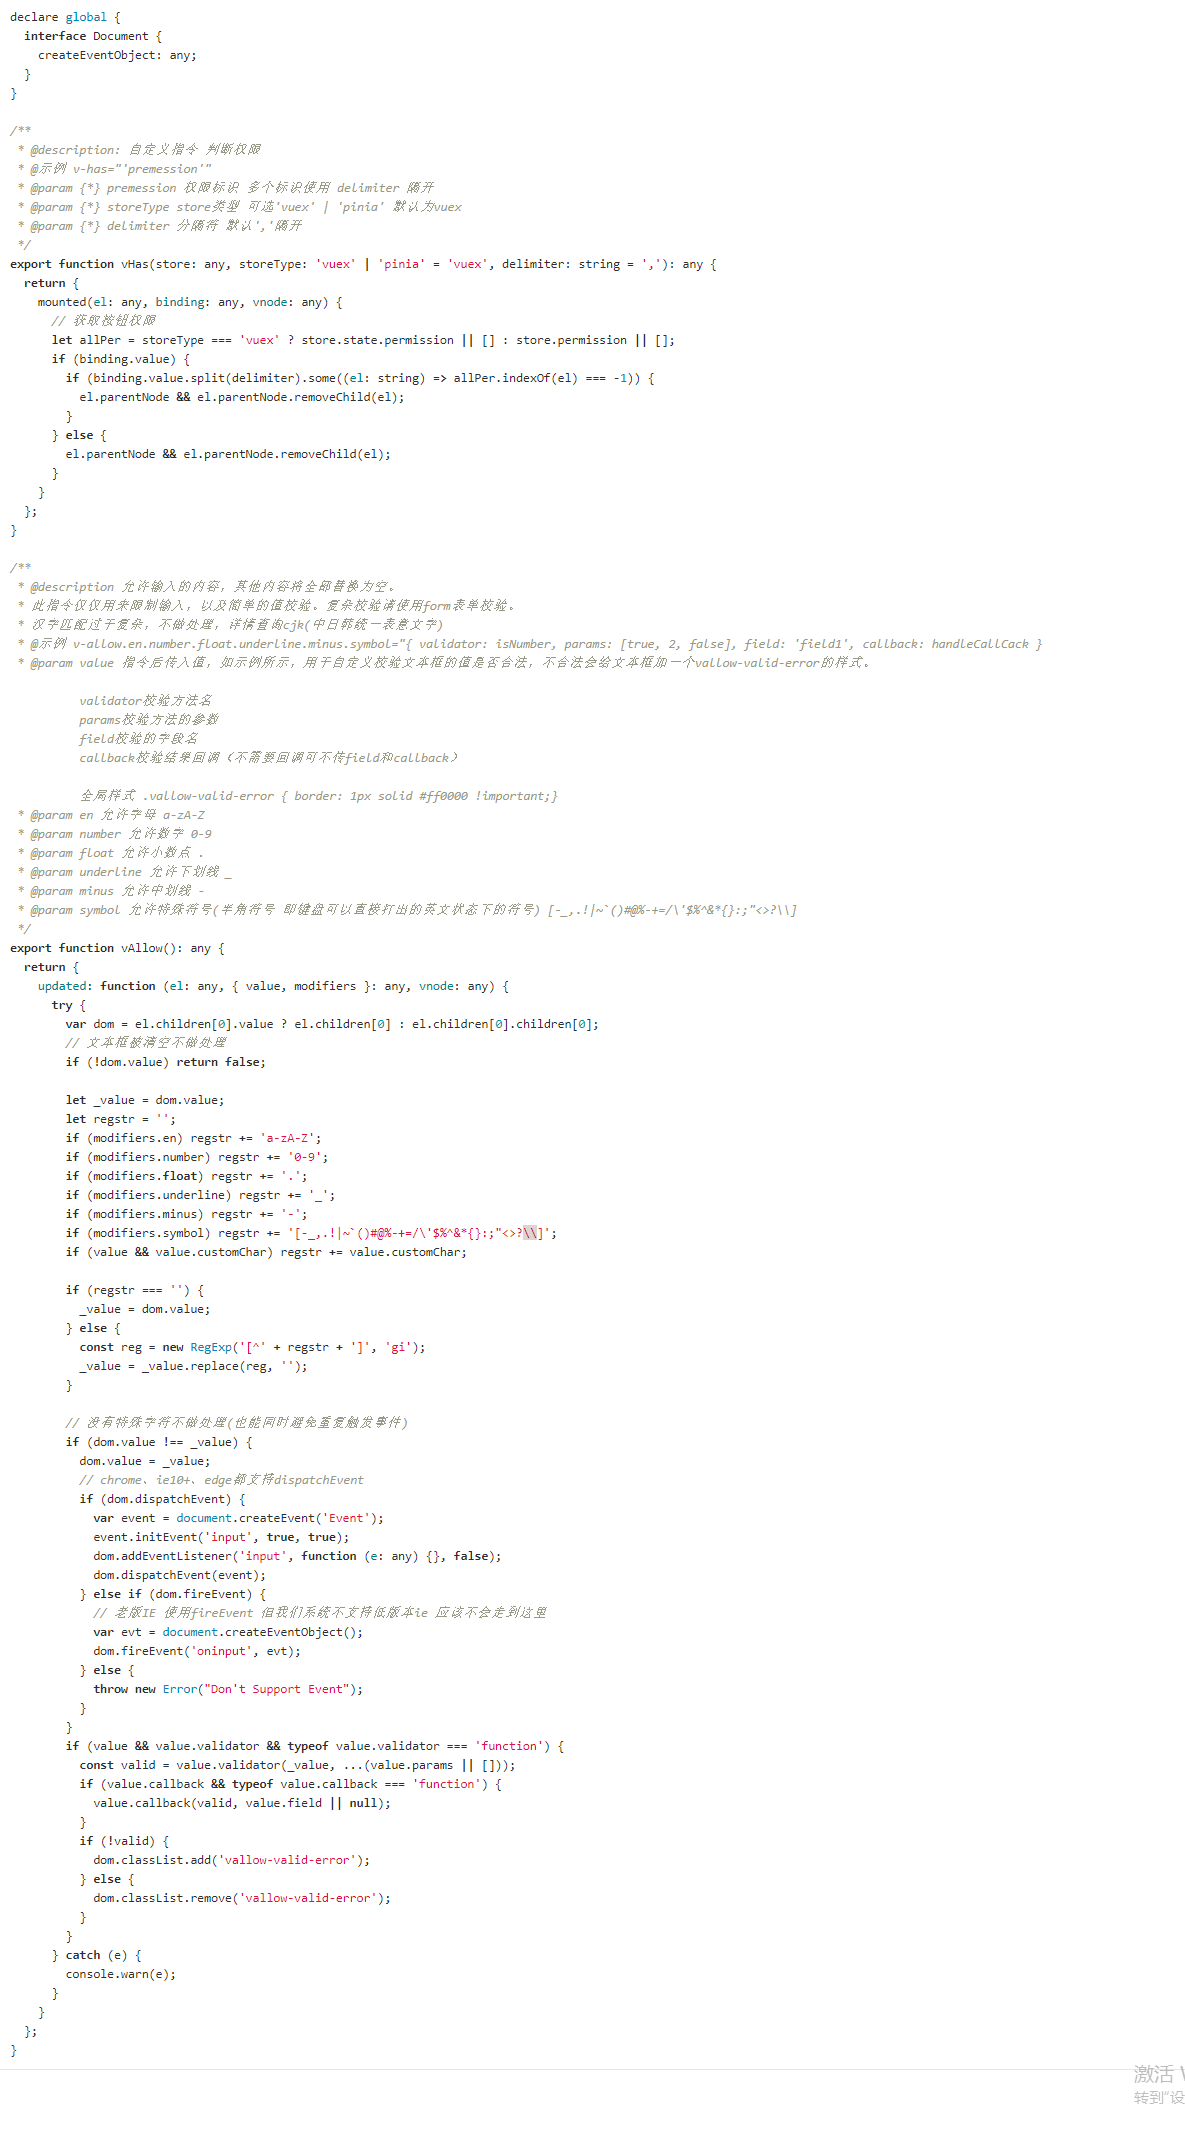 declare global {
  interface Document {
    createEventObject: any;
  }
}
/**
 * @description: 自定义指令 判断权限
 * @示例 v-has="'premession'"
 * @param {*} premession 权限标识 多个标识使用 delimiter 隔开
 * @param {*} storeType store类型 可选'vuex' | 'pinia' 默认为vuex
 * @param {*} delimiter 分隔符 默认','隔开
 */
export function vHas(store: any, storeType: 'vuex' | 'pinia' = 'vuex', delimiter: string = ','): any {
  return {
    mounted(el: any, binding: any, vnode: any) {
      // 获取按钮权限
      let allPer = storeType === 'vuex' ? store.state.permission || [] : store.permission || [];
      if (binding.value) {
        if (binding.value.split(delimiter).some((el: string) => allPer.indexOf(el) === -1)) {
          el.parentNode && el.parentNode.removeChild(el);
        }
      } else {
        el.parentNode && el.parentNode.removeChild(el);
      }
    }
  };
}
/**
 * @description 允许输入的内容，其他内容将全部替换为空。
 * 此指令仅仅用来限制输入，以及简单的值校验。复杂校验请使用form表单校验。
 * 汉字匹配过于复杂，不做处理，详情查询cjk(中日韩统一表意文字)
 * @示例 v-allow.en.number.float.underline.minus.symbol="{ validator: isNumber, params: [true, 2, false], field: 'field1', callback: handleCallCack }
 * @param value 指令后传入值，如示例所示，用于自定义校验文本框的值是否合法，不合法会给文本框加一个vallow-valid-error的样式。
          validator校验方法名
          params校验方法的参数
          field校验的字段名
          callback校验结果回调（不需要回调可不传field和callback）
          全局样式 .vallow-valid-error { border: 1px solid #ff0000 !important;}
 * @param en 允许字母 a-zA-Z
 * @param number 允许数字 0-9
 * @param float 允许小数点 .
 * @param underline 允许下划线 _
 * @param minus 允许中划线 -
 * @param symbol 允许特殊符号(半角符号 即键盘可以直接打出的英文状态下的符号) [-_,.!|~`()#@%-+=/\'$%^&*{}:;"<>?\\]
 */
export function vAllow(): any {
  return {
    updated: function (el: any, { value, modifiers }: any, vnode: any) {
      try {
        var dom = el.children[0].value ? el.children[0] : el.children[0].children[0];
        // 文本框被清空不做处理
        if (!dom.value) return false;
        let _value = dom.value;
        let regstr = '';
        if (modifiers.en) regstr += 'a-zA-Z';
        if (modifiers.number) regstr += '0-9';
        if (modifiers.float) regstr += '.';
        if (modifiers.underline) regstr += '_';
        if (modifiers.minus) regstr += '-';
        if (modifiers.symbol) regstr += '[-_,.!|~`()#@%-+=/\'$%^&*{}:;"<>?\\]';
        if (value && value.customChar) regstr += value.customChar;
        if (regstr === '') {
          _value = dom.value;
        } else {
          const reg = new RegExp('[^' + regstr + ']', 'gi');
          _value = _value.replace(reg, '');
        }
        // 没有特殊字符不做处理(也能同时避免重复触发事件)
        if (dom.value !== _value) {
          dom.value = _value;
          // chrome、ie10+、edge都支持dispatchEvent
          if (dom.dispatchEvent) {
            var event = document.createEvent('Event');
            event.initEvent('input', true, true);
            dom.addEventListener('input', function (e: any) {}, false);
            dom.dispatchEvent(event);
          } else if (dom.fireEvent) {
            // 老版IE 使用fireEvent 但我们系统不支持低版本ie 应该不会走到这里
            var evt = document.createEventObject();
            dom.fireEvent('oninput', evt);
          } else {
            throw new Error("Don't Support Event");
          }
        }
        if (value && value.validator && typeof value.validator === 'function') {
          const valid = value.validator(_value, ...(value.params || []));
          if (value.callback && typeof value.callback === 'function') {
            value.callback(valid, value.field || null);
          }
          if (!valid) {
            dom.classList.add('vallow-valid-error');
          } else {
            dom.classList.remove('vallow-valid-error');
          }
        }
      } catch (e) {
        console.warn(e);
      }
    }
  };
}
激活
转到"设